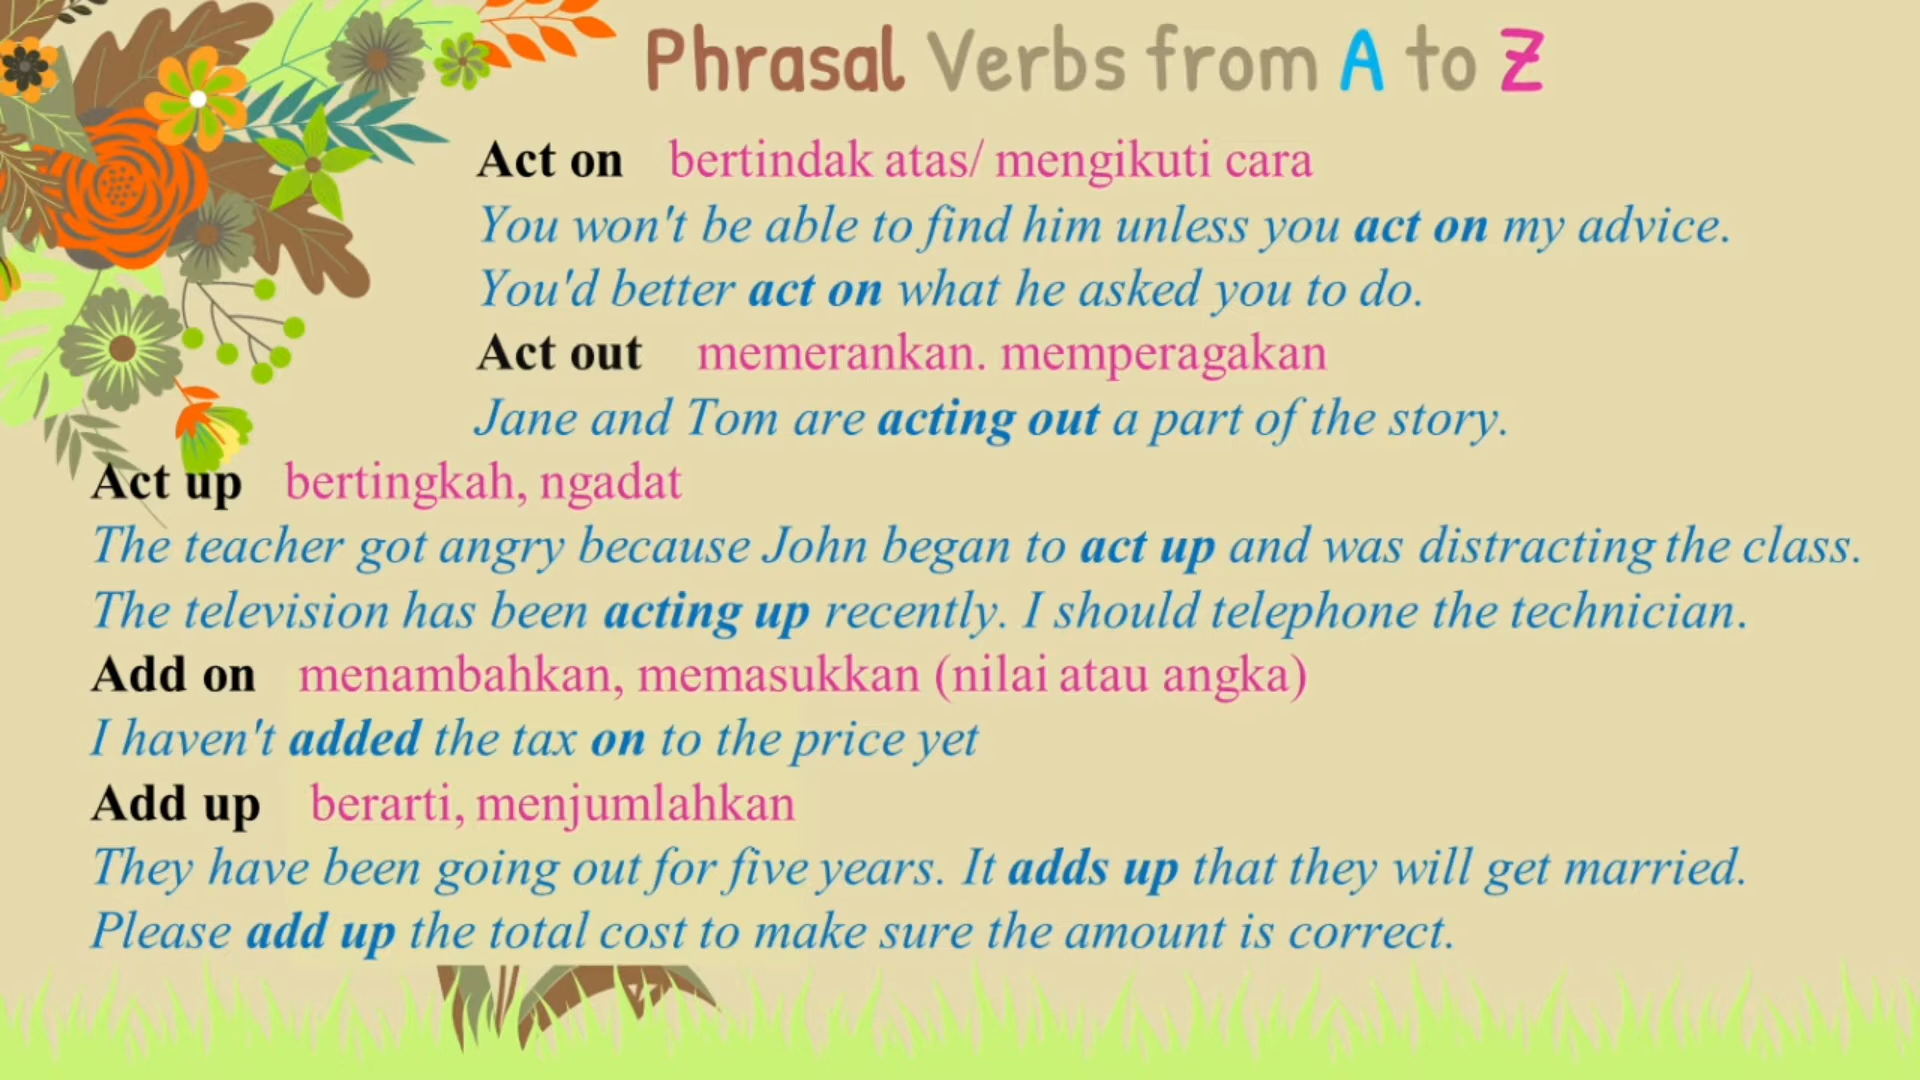 Phrasal Verbs from A to Z
Act on bertindak atas/ mengikuti cara
You won't be able to find him unless you act on my advice.
You'd better act on what he asked you to do.
Act out memerankan. memperagakan
Jane and Tom are acting out a part of the story.
Act up bertingkah, ngadat
The teacher got angry because John began to act up and was distracting the class.
The television has been acting up recently. I should telephone the technician.
Add on menambahkan, memasukkan (nilai atau angka)
I haven't added the tax on to the price yet
Add up berarti, menjumlahkan
They have been going out for five years. It adds up that they will get married.
Please add up the total cost to make sure the amount is correct.